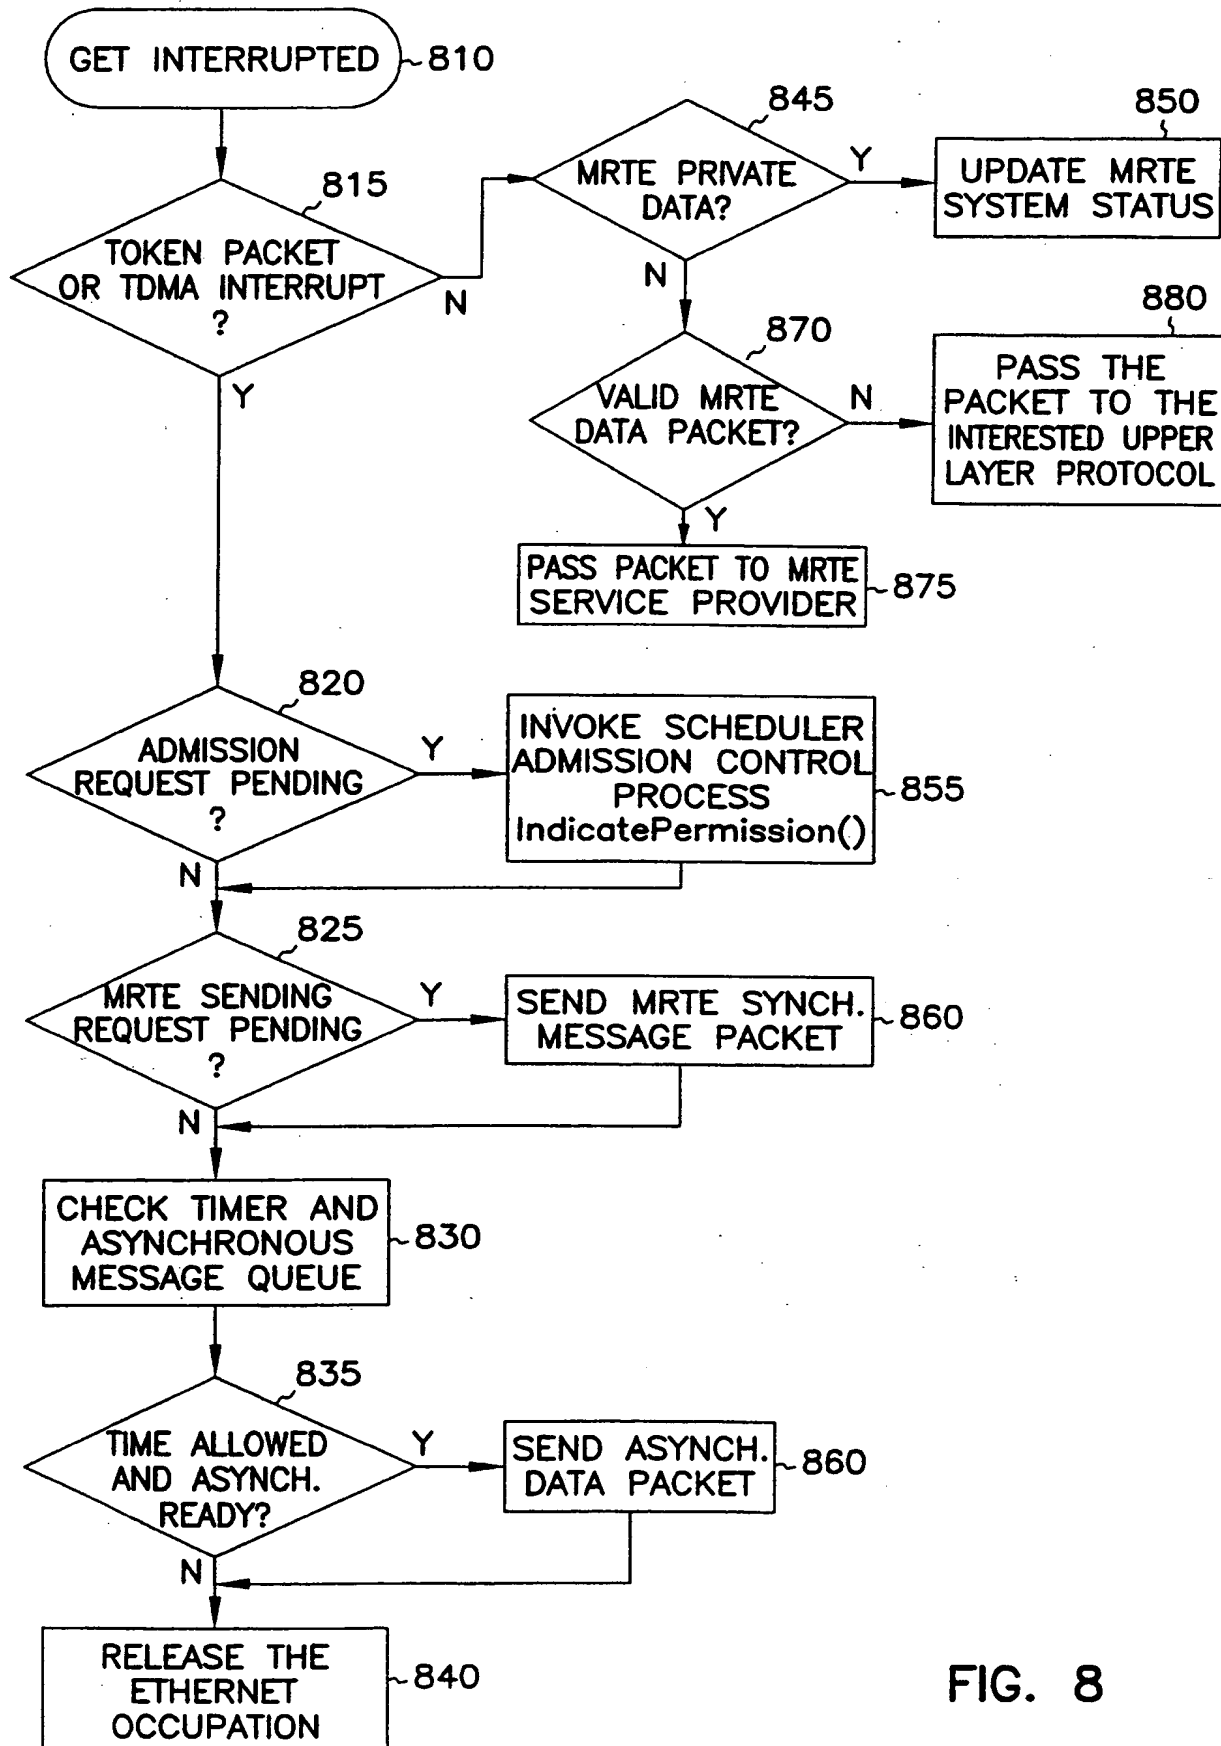 GET INTERRUPTED
810
815
TOKEN PACKET
OR TDMA INTERRUPT
?
N
Y
845
MRTE PRIVATE
DATA?
Y
N
850
UPDATE MRTE
SYSTEM STATUS
870
VALID MRTE
DATA PACKET?
N
Y
880
PASS THE
PACKET TO THE
INTERESTED UPPER
LAYER PROTOCOL
PASS PACKET TO MRTE
SERVICE PROVIDER
875
820
ADMISSION
REQUEST PENDING
?
Y
N
INVOKE SCHEDULER
ADMISSION CONTROL
PROCESS
IndicatePermission()
855
825
MRTE SENDING
REQUEST PENDING
?
Y
N
SEND MRTE SYNCH.
MESSAGE PACKET
860
CHECK TIMER AND
ASYNCHRONOUS
MESSAGE QUEUE
830
835
TIME ALLOWED
AND ASYNCH.
READY?
Y
N
SEND ASYNCH.
DATA PACKET
860
RELEASE THE
ETHERNET
OCCUPATION
840
FIG. 8